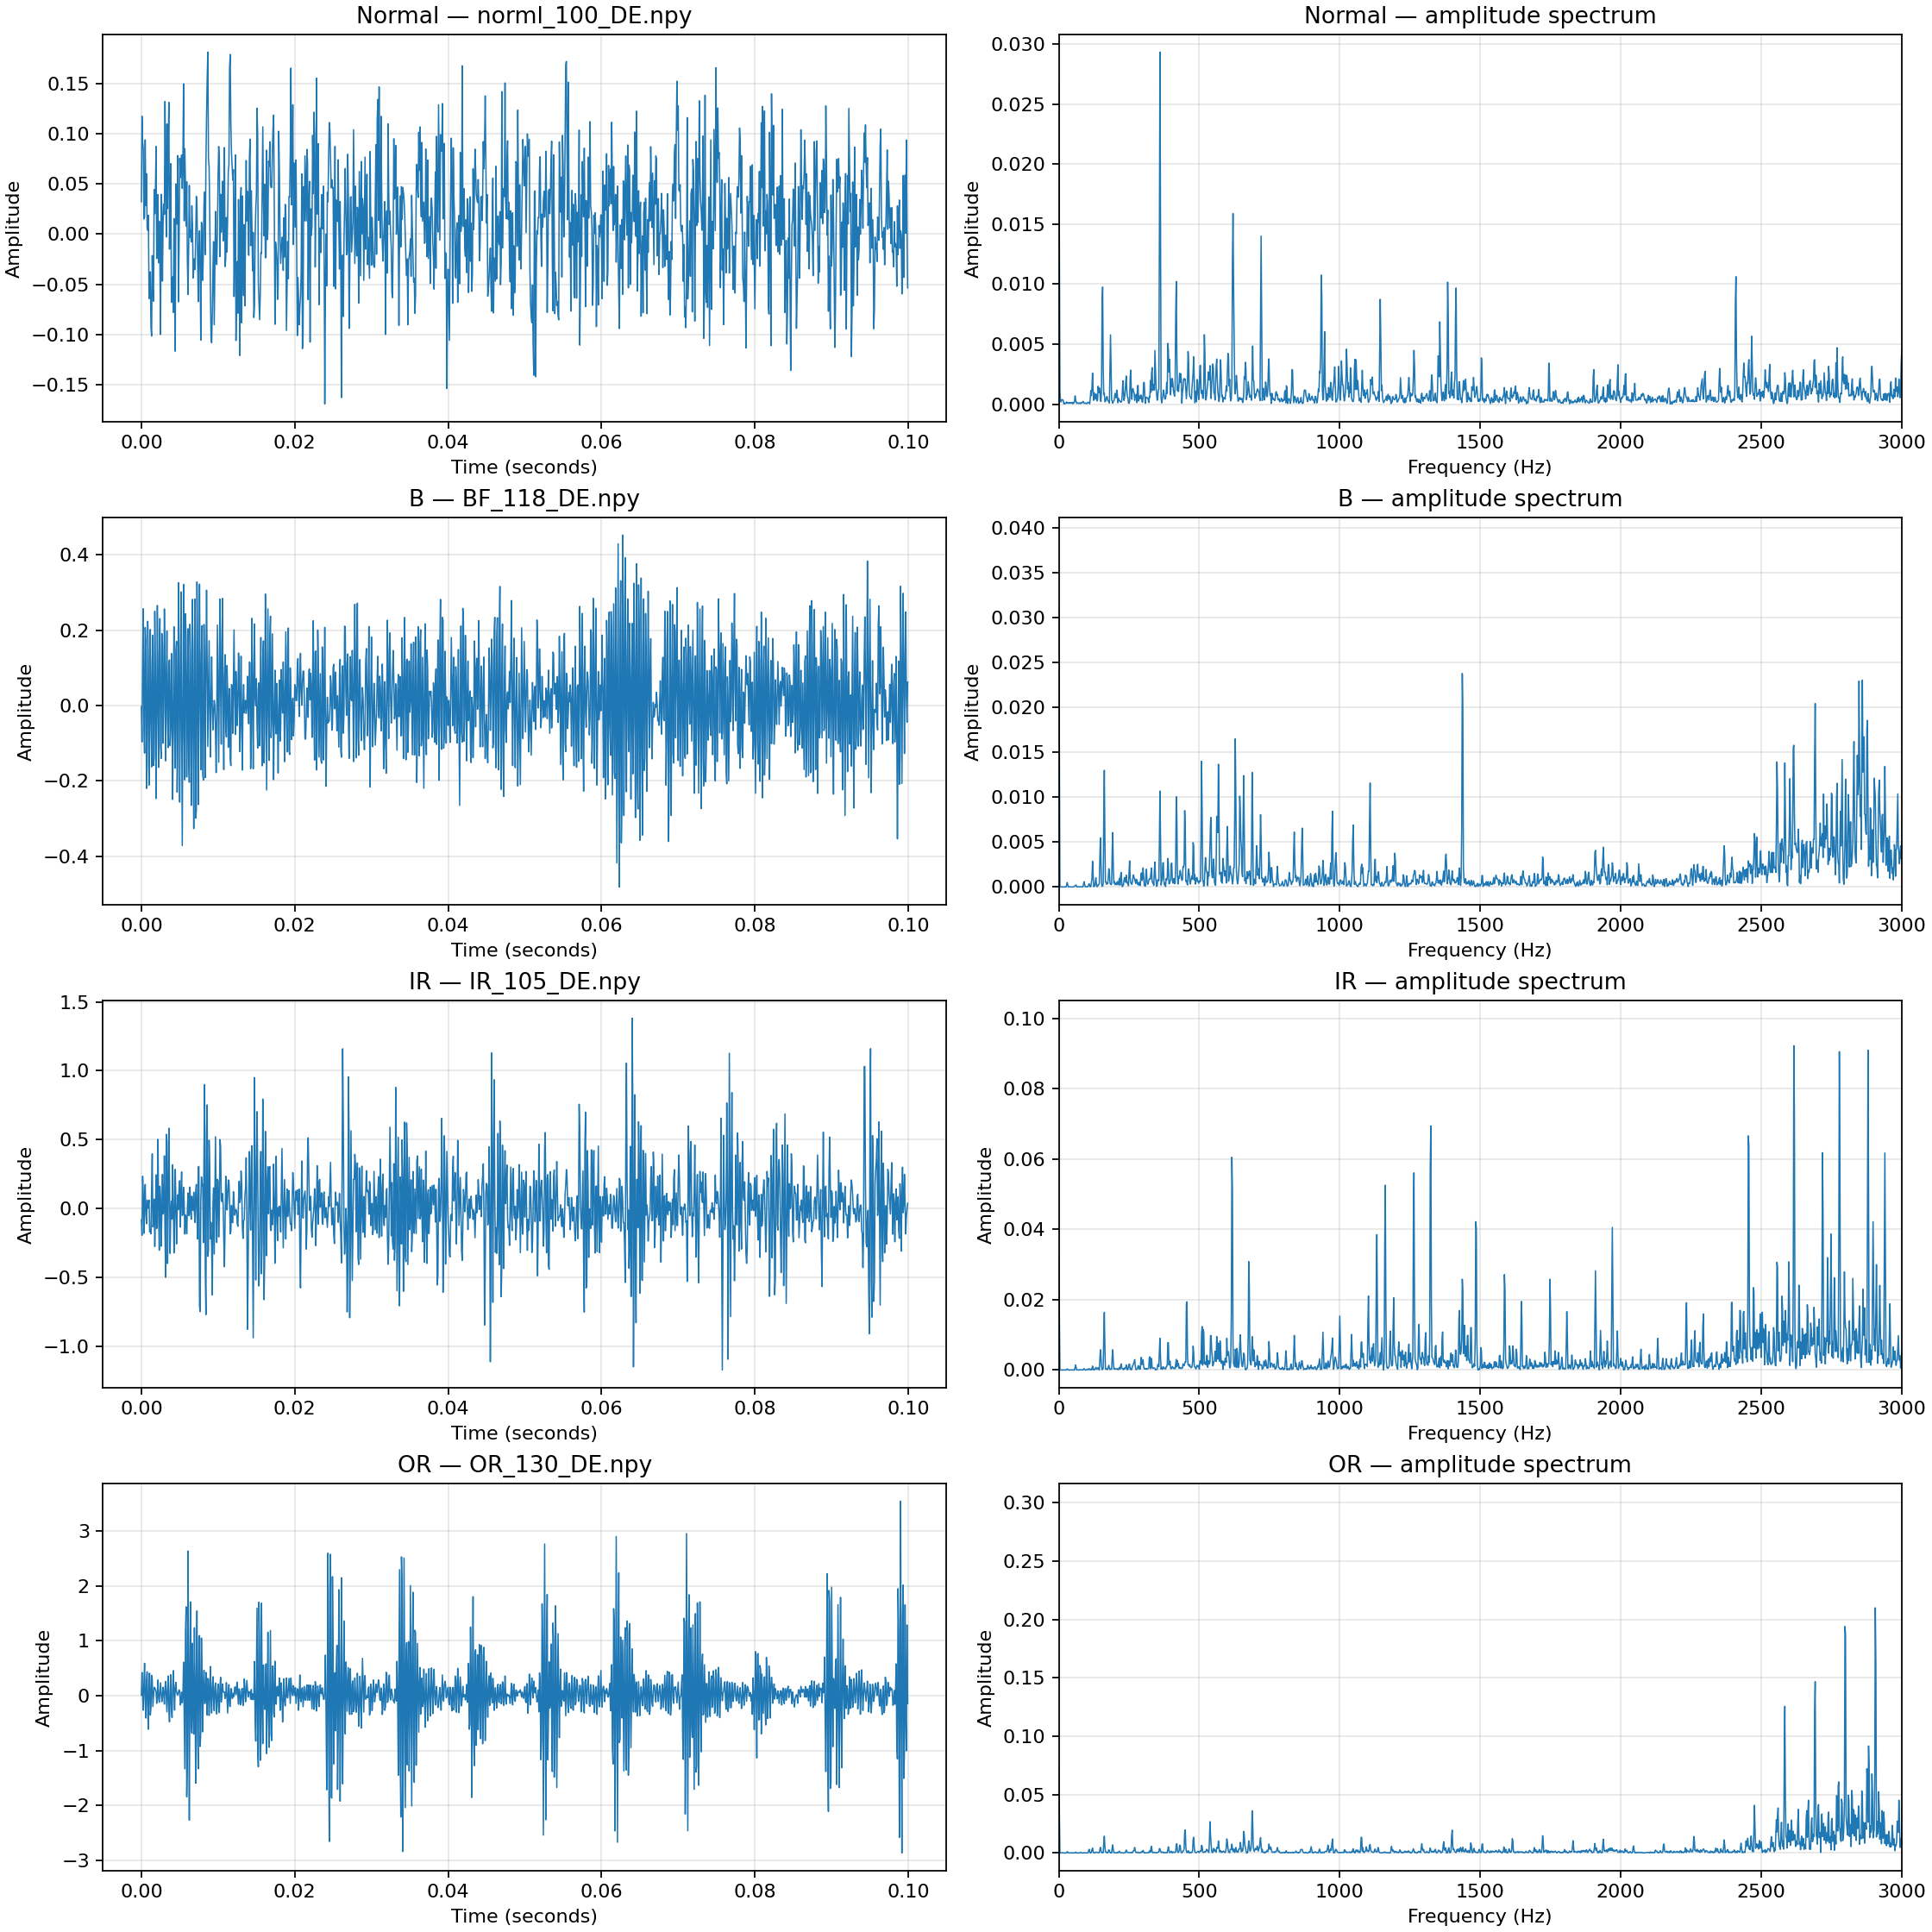 Normal — norml_100_DE.npy
Amplitude
0.15
0.10
0.05
0.00
−0.05
−0.10
−0.15
0.00 0.02 0.04 0.06 0.08 0.10
Time (seconds)
Normal — amplitude spectrum
Amplitude
0.030
0.025
0.020
0.015
0.010
0.005
0.000
0 500 1000 1500 2000 2500 3000
Frequency (Hz)
B — BF_118_DE.npy
Amplitude
0.4
0.2
0.0
−0.2
−0.4
0.00 0.02 0.04 0.06 0.08 0.10
Time (seconds)
B — amplitude spectrum
Amplitude
0.040
0.035
0.030
0.025
0.020
0.015
0.010
0.005
0.000
0 500 1000 1500 2000 2500 3000
Frequency (Hz)
IR — IR_105_DE.npy
Amplitude
1.5
1.0
0.5
0.0
−0.5
−1.0
0.00 0.02 0.04 0.06 0.08 0.10
Time (seconds)
IR — amplitude spectrum
Amplitude
0.10
0.08
0.06
0.04
0.02
0.00
0 500 1000 1500 2000 2500 3000
Frequency (Hz)
OR — OR_130_DE.npy
Amplitude
3
2
1
0
−1
−2
−3
0.00 0.02 0.04 0.06 0.08 0.10
Time (seconds)
OR — amplitude spectrum
Amplitude
0.30
0.25
0.20
0.15
0.10
0.05
0.00
0 500 1000 1500 2000 2500 3000
Frequency (Hz)